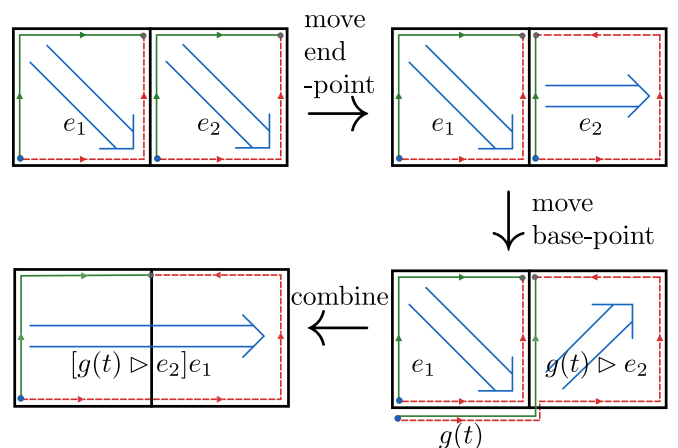 move
end
-point
e₁
e₂
e₁
e₂
move
base-point
combine
[g(t) ▷ e₂]e₁
e₁
g(t) ▷ e₂
g(t)